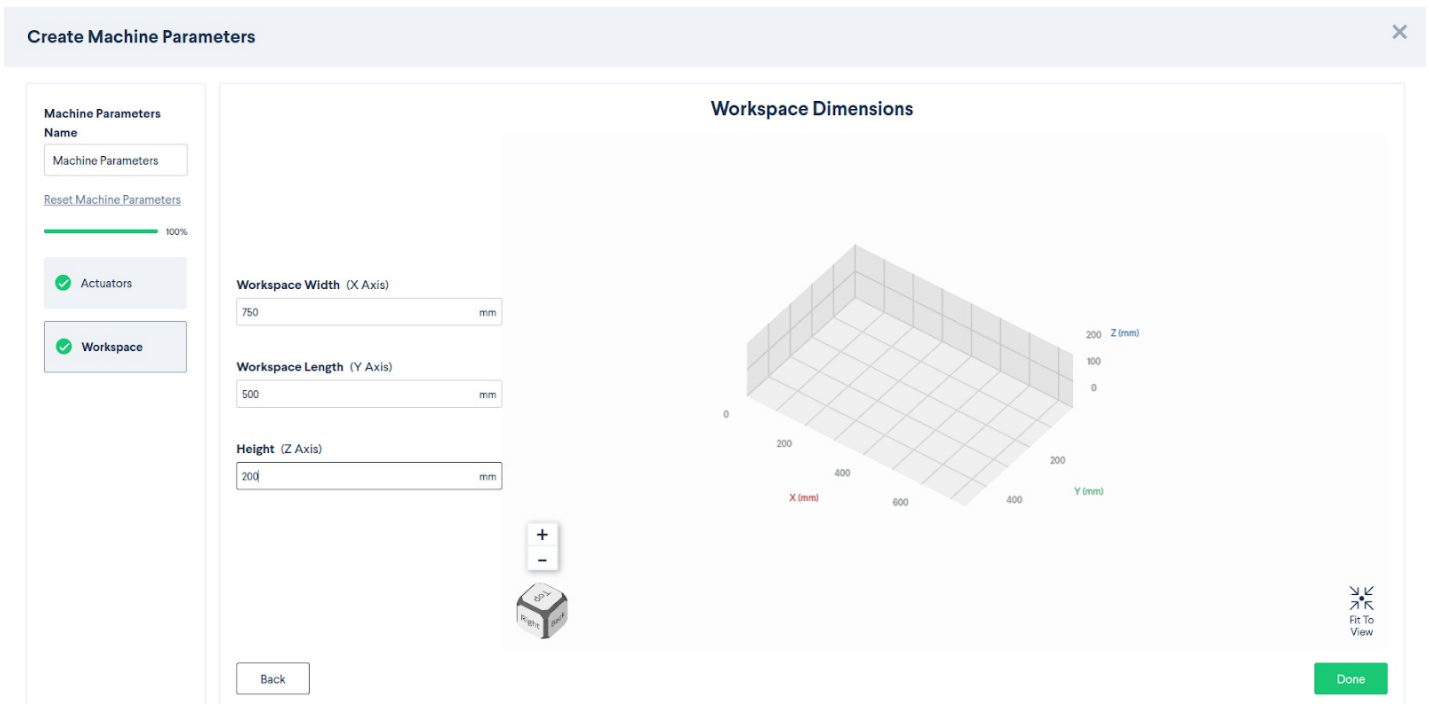 Create Machine Parameters
Machine Parameters
Name
Machine Parameters
Reset Machine Parameters
100%
Actuators
Workspace
Workspace Dimensions
Workspace Width (X Axis)
750 mm
Workspace Length (Y Axis)
500 mm
Height (Z Axis)
200 mm
200 Z (mm)
100
0
0
200
400
600
X (mm)
200
400
Y (mm)
+
-
Top
Right Back
Fit To
View
Back
Done